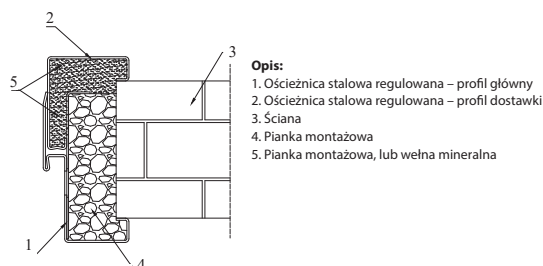 2
3
5
1
4
Opis:
1. Ościeżnica stalowa regulowana – profil główny
2. Ościeżnica stalowa regulowana – profil dostawki
3. Ściana
4. Pianka montażowa
5. Pianka montażowa, lub wełna mineralna